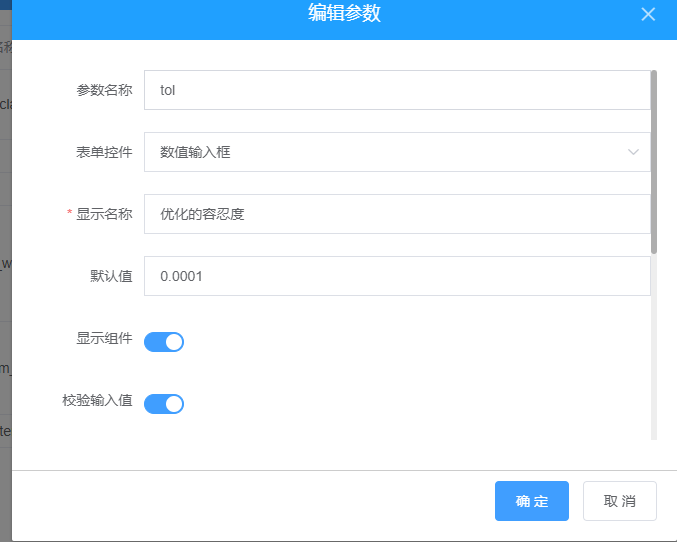 编辑参数
参数名称
tol
表单控件
数值输入框
* 显示名称
优化的容忍度
默认值
0.0001
显示组件
校验输入值
确 定
取 消